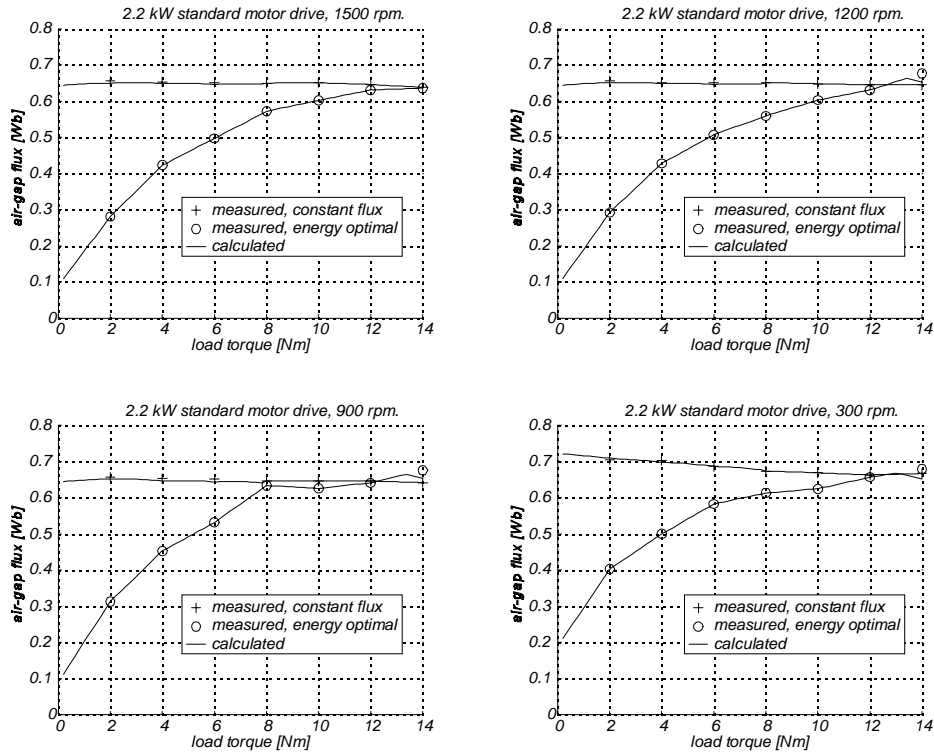 2.2 kW standard motor drive, 1500 rpm.
0.8
0.7
0.6
0.5
0.4
0.3
0.2
0.1
0
air-gap flux [Wb]
+ measured, constant flux
o measured, energy optimal
calculated
0 2 4 6 8 10 12 14
load torque [Nm]
2.2 kW standard motor drive, 1200 rpm.
0.8
0.7
0.6
0.5
0.4
0.3
0.2
0.1
0
air-gap flux [Wb]
+ measured, constant flux
o measured, energy optimal
calculated
0 2 4 6 8 10 12 14
load torque [Nm]
2.2 kW standard motor drive, 900 rpm.
0.8
0.7
0.6
0.5
0.4
0.3
0.2
0.1
0
air-gap flux [Wb]
+ measured, constant flux
o measured, energy optimal
calculated
0 2 4 6 8 10 12 14
load torque [Nm]
2.2 kW standard motor drive, 300 rpm.
0.8
0.7
0.6
0.5
0.4
0.3
0.2
0.1
0
air-gap flux [Wb]
+ measured, constant flux
o measured, energy optimal
calculated
0 2 4 6 8 10 12 14
load torque [Nm]